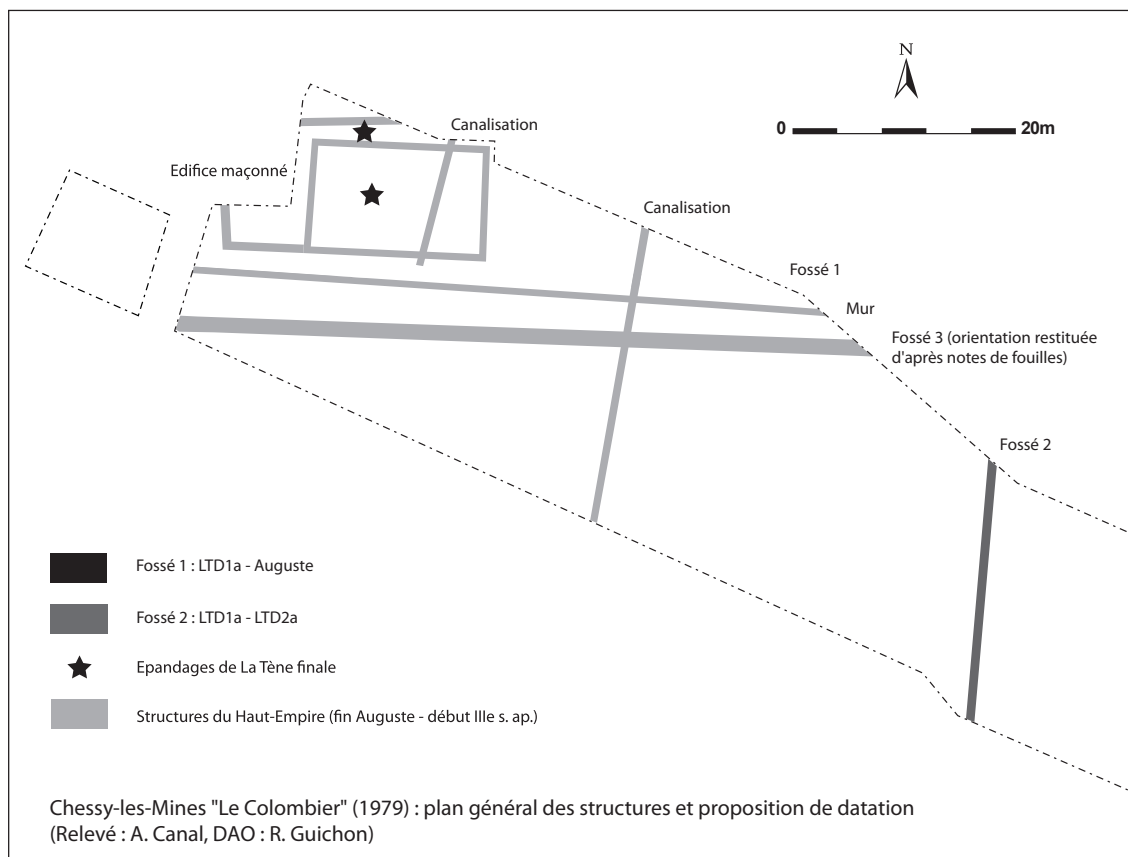 N
0 20m
Canalisation
Edifice maçonné
Canalisation
Fossé 1
Mur
Fossé 3 (orientation restituée
d'après notes de fouilles)
Fossé 2
Fossé 1 : LTD1a - Auguste
Fossé 2 : LTD1a - LTD2a
Epandages de La Tène finale
Structures du Haut-Empire (fin Auguste - début IIIe s. ap.)
Chessy-les-Mines "Le Colombier" (1979) : plan général des structures et proposition de datation
(Relevé : A. Canal, DAO : R. Guichon)